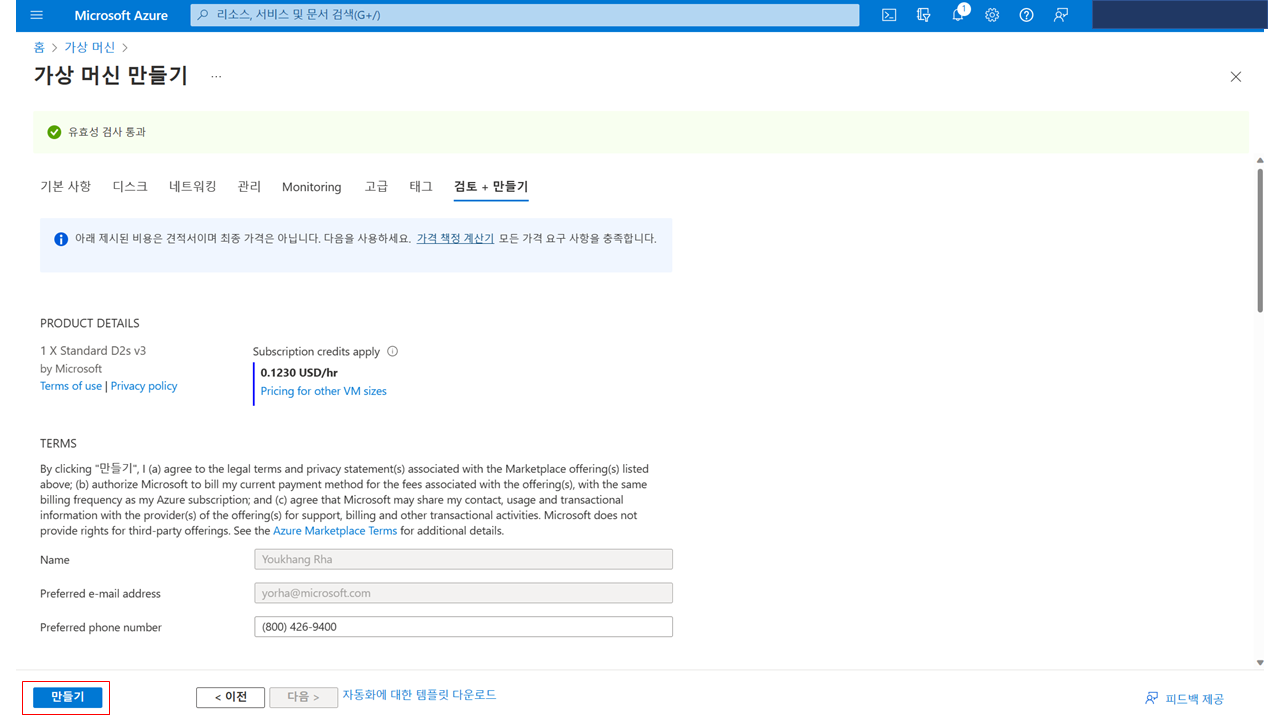 Microsoft Azure
리소스, 서비스 및 문서 검색(G+/)
1
홈 > 가상 머신 >
가상 머신 만들기 ...
유효성 검사 통과
기본 사항 디스크 네트워킹 관리 Monitoring 고급 태그 검토 + 만들기
아래 제시된 비용은 견적서이며 최종 가격은 아닙니다. 다음을 사용하세요. 가격 책정 계산기 모든 가격 요구 사항을 충족합니다.
PRODUCT DETAILS
1 X Standard D2s v3
by Microsoft
Terms of use | Privacy policy
Subscription credits apply
0.1230 USD/hr
Pricing for other VM sizes
TERMS
By clicking "만들기", I (a) agree to the legal terms and privacy statement(s) associated with the Marketplace offering(s) listed
above; (b) authorize Microsoft to bill my current payment method for the fees associated with the offering(s), with the same
billing frequency as my Azure subscription; and (c) agree that Microsoft may share my contact, usage and transactional
information with the provider(s) of the offering(s) for support, billing and other transactional activities. Microsoft does not
provide rights for third-party offerings. See the Azure Marketplace Terms for additional details.
Name Youkhang Rha
Preferred e-mail address yorha@microsoft.com
Preferred phone number (800) 426-9400
만들기 < 이전 다음 > 자동화에 대한 템플릿 다운로드 피드백 제공